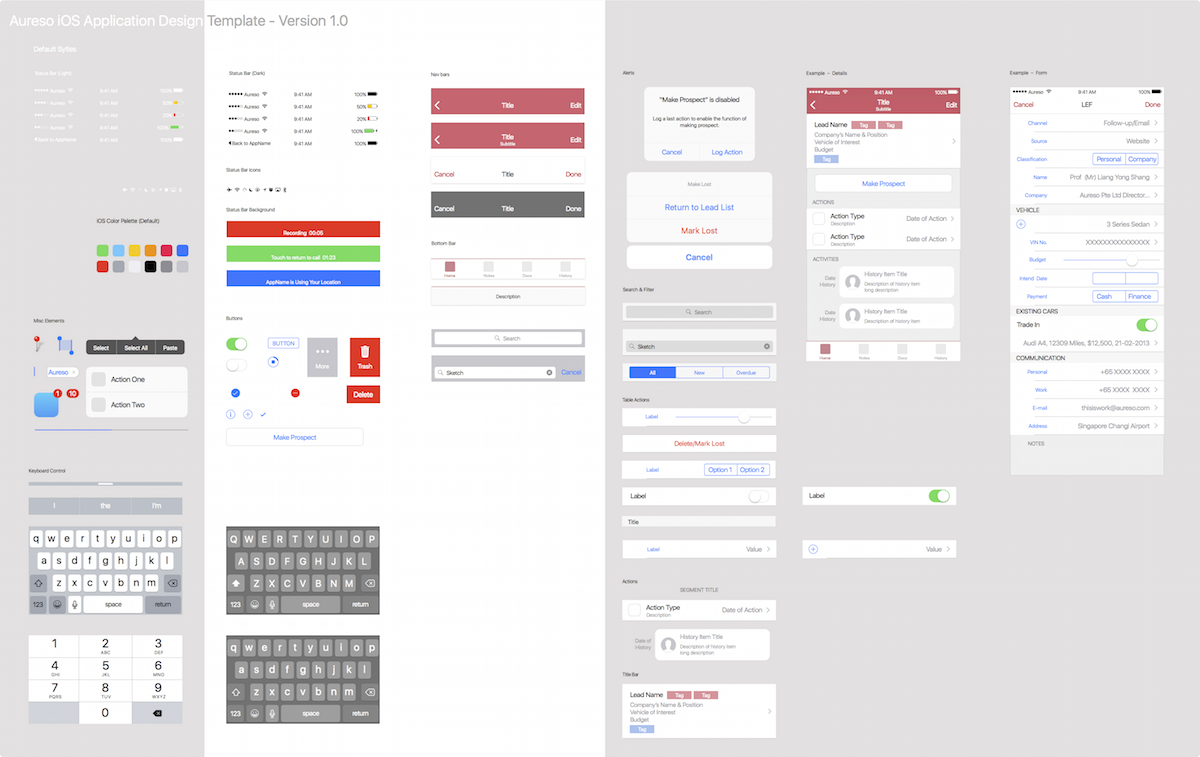 Aureso iOS Application Design Template - Version 1.0
Default Sytles
Status Bar (Light)
Aureso 9:41 AM 100%
Aureso 9:41 AM
Aureso 9:41 AM
Aureso 9:41 AM
Back to AppName 9:41 AM
iOS Color Palette (Default)
Misc Elements
Select Select All Paste
Aureso
Action One
1 10
Action Two
Keyboard Control
I the I'm
q w e r t y u i o p
a s d f g h j k l
z x c v b n m
123 space return
1 2 3
ABC DEF
4 5 6
GHI JKL MNO
7 8 9
PQRS TUV WXYZ
0
Status Bar (Dark)
Aureso 9:41 AM 100%
Aureso 9:41 AM 50%
Aureso 9:41 AM 20%
Aureso 9:41 AM 100%
Back to AppName 9:41 AM 100%
Status Bar Icons
Status Bar Background
Recording 00:05
Touch to return to call 01:23
AppName is Using Your Location
Buttons
BUTTON
More
Trash
Delete
Make Prospect
Q W E R T Y U I O P
A S D F G H J K L
Z X C V B N M
123 space return
q w e r t y u i o p
a s d f g h j k l
z x c v b n m
123 space return
Nav bars
Title Edit
Title Edit
Subtitle
Cancel Title Done
Cancel Title Done
Bottom Bar
Home Notes Docs History
Description
Search
Sketch Cancel
Alerts
"Make Prospect" is disabled
Log a last action to enable the function of
making prospect.
Cancel Log Action
Make Lost
Return to Lead List
Mark Lost
Cancel
Search & Filter
Search
Sketch
All New Overdue
Table Actions
Label
Delete/Mark Lost
Label Option 1 Option 2
Label
Title
Label Value
Actions
SEGMENT TITLE
Action Type Date of Action
Description
Date of
History
History Item Title
Description of history item
long description
Title Bar
Lead Name Tag Tag
Company's Name & Position
Vehicle of Interest
Budget
Tag
Example - Details
Aureso 9:41 AM 100%
Title Edit
Subtitle
Lead Name Tag Tag
Company's Name & Position
Vehicle of Interest
Budget
Tag
Make Prospect
ACTIONS
Action Type Date of Action
Description
Action Type Date of Action
Description
ACTIVITIES
Date
History
History Item Title
Description of history item
long description
Date
History
History Item Title
Description of history item
Home Notes Docs History
Label
Value
Example - Form
Aureso 9:41 AM 100%
Cancel LEF Done
Channel Follow-up/Email
Source Website
Classification Personal Company
Name Prof (Mr) Liang Yong Shang
Company Aureso Pte Ltd Director...
VEHICLE
3 Series Sedan
VIN No. XXXXXXXXXXXXXXX
Budget
Intend Date
Payment Cash Finance
EXISTING CARS
Trade In
Audi A4, 12309 Miles, $12,500, 21-02-2013
COMMUNICATION
Personal +65 XXXX XXXX
Work +65 XXXX XXXX
E-mail thisiswork@aureso.com
Address Singapore Changi Airport
NOTES